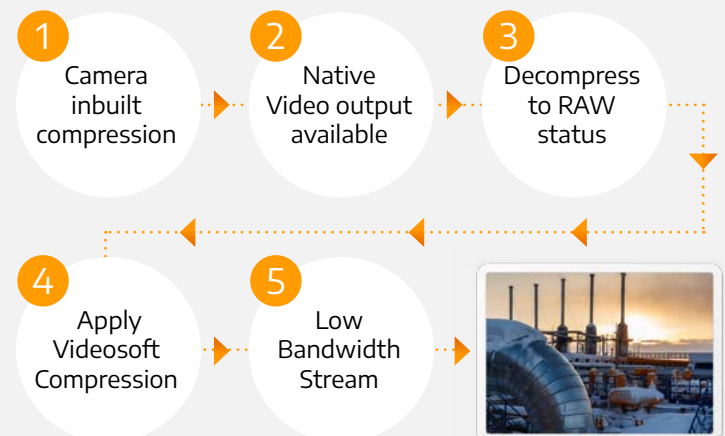 1
Camera
inbuilt
compression
2
Native
Video output
available
3
Decompress
to RAW
status
4
Apply
Videosoft
Compression
5
Low
Bandwidth
Stream